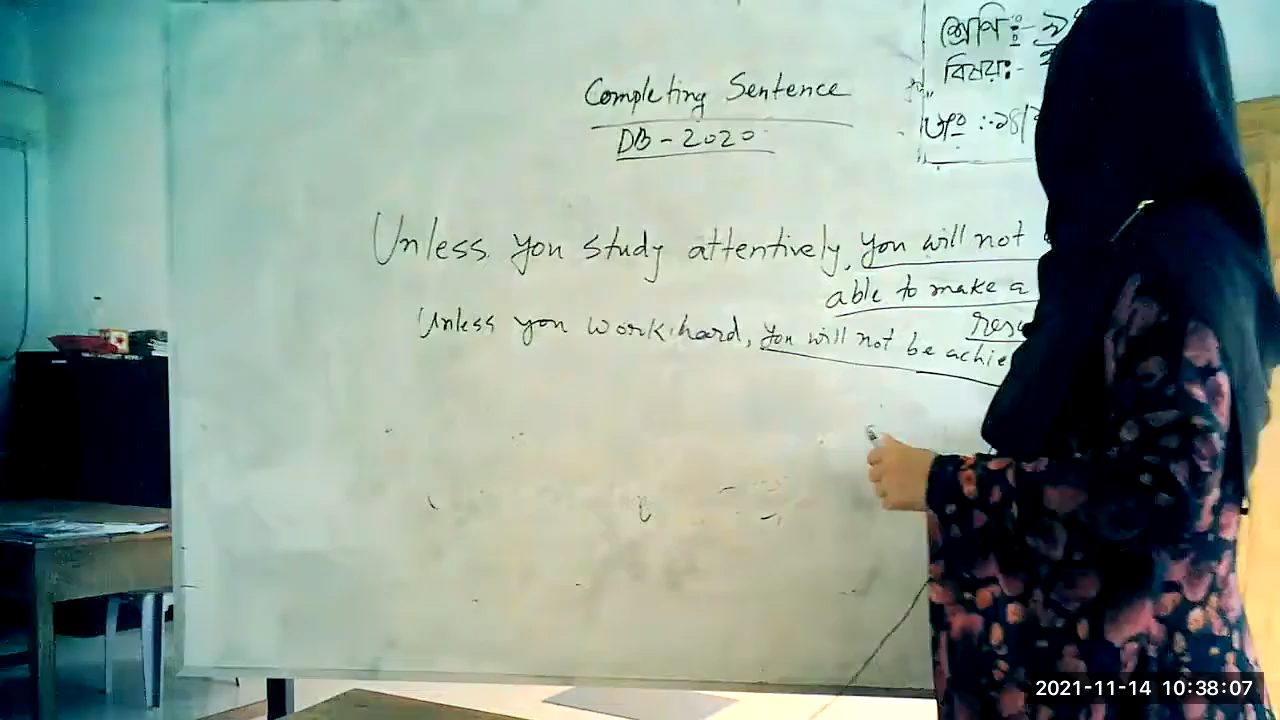 শ্রেণি:-
বিষয়:-
Completing Sentence
DB - 2020
Unless you study attentively, you will not
able to make a
Unless you work hard, you will not be
2021-11-14 10:38:07